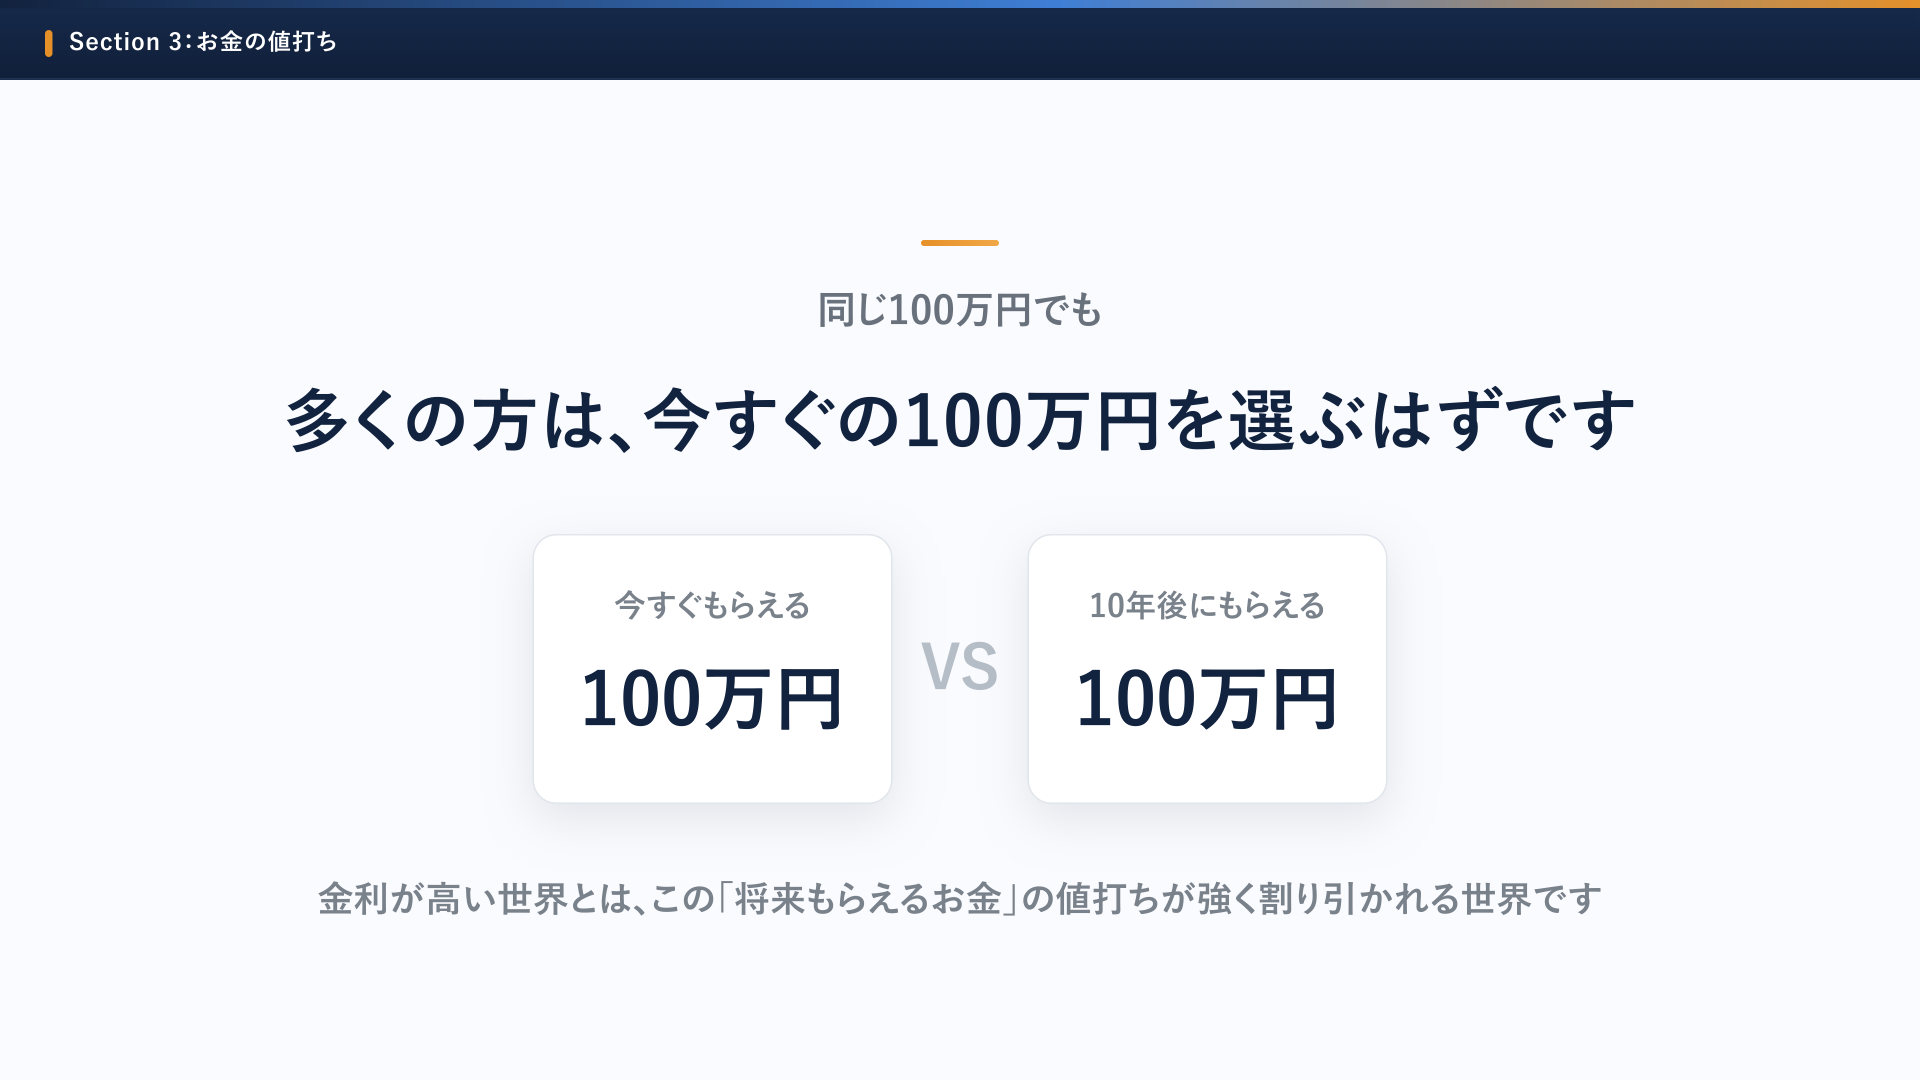 Section 3：お金の値打ち
同じ100万円でも
多くの方は、今すぐの100万円を選ぶはずです
今すぐもらえる
100万円
VS
10年後にもらえる
100万円
金利が高い世界とは、この「将来もらえるお金」の値打ちが強く割り引かれる世界です